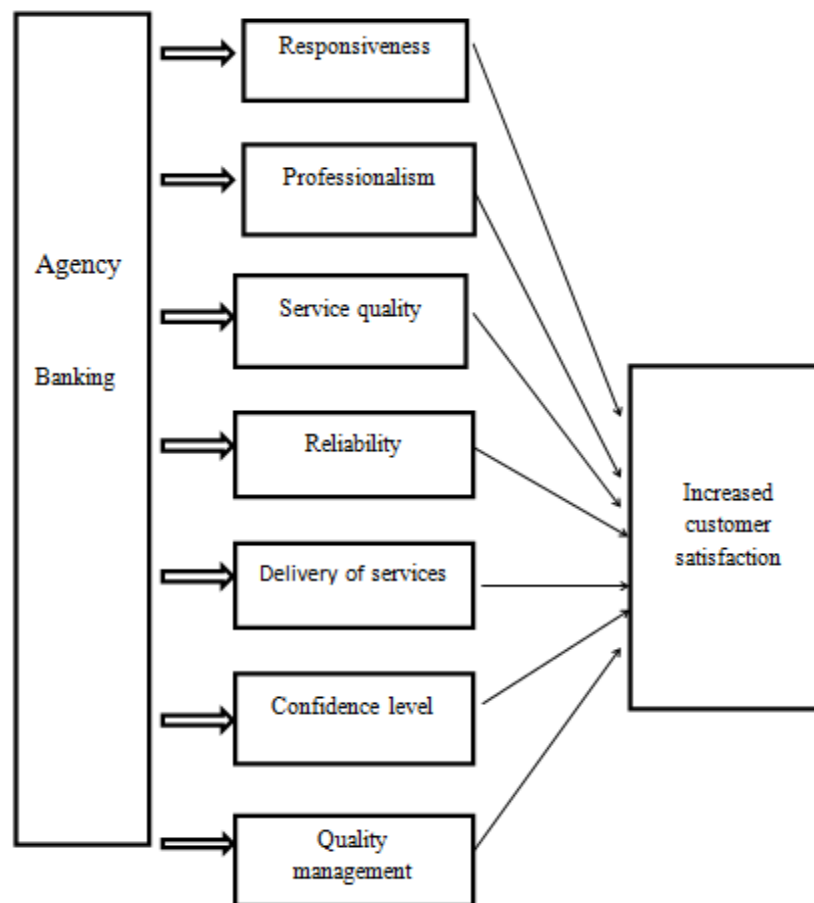 Agency
Banking
Responsiveness
Professionalism
Service quality
Reliability
Delivery of services
Confidence level
Quality
management
Increased
customer
satisfaction